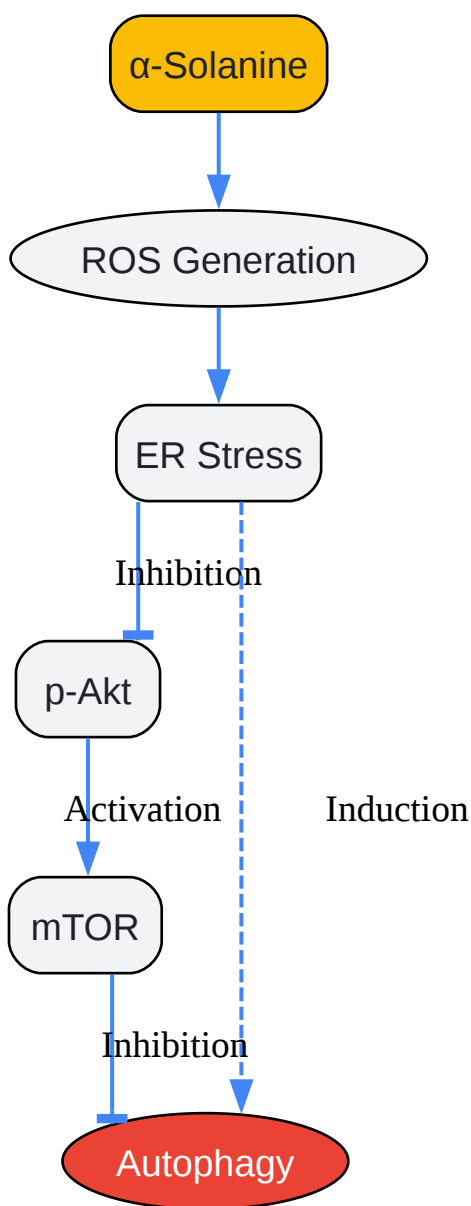 α-Solanine
ROS Generation
ER Stress
Inhibition
p-Akt
Activation
Induction
mTOR
Inhibition
Autophagy